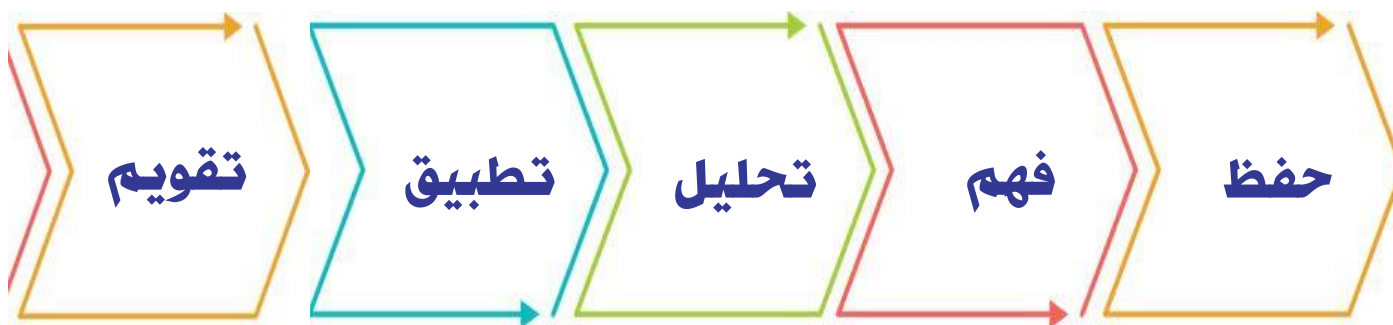 حفظ
فهم
تحليل
تطبيق
تقويم